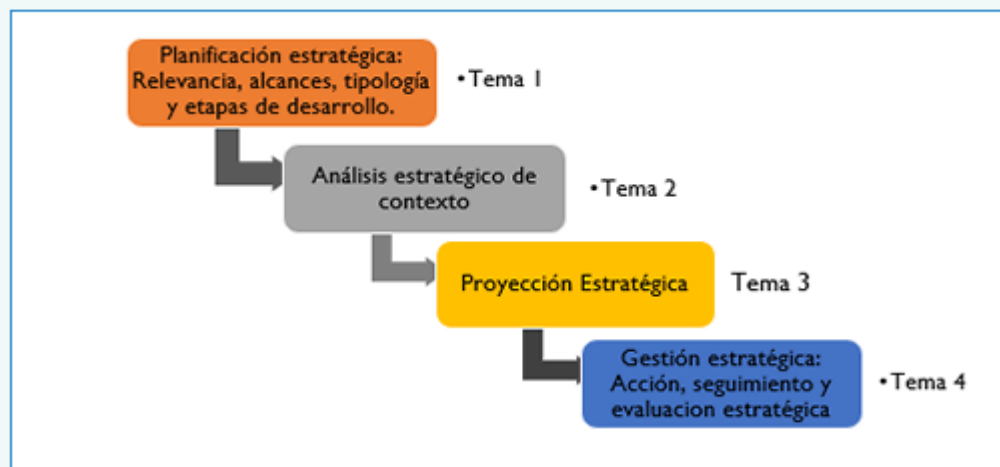 Planificación estratégica:
Relevancia, alcances, tipología
y etapas de desarrollo.
•Tema 1
Análisis estratégico de
contexto
•Tema 2
Proyección Estratégica
Tema 3
Gestión estratégica:
Acción, seguimiento y
evaluacion estratégica
•Tema 4